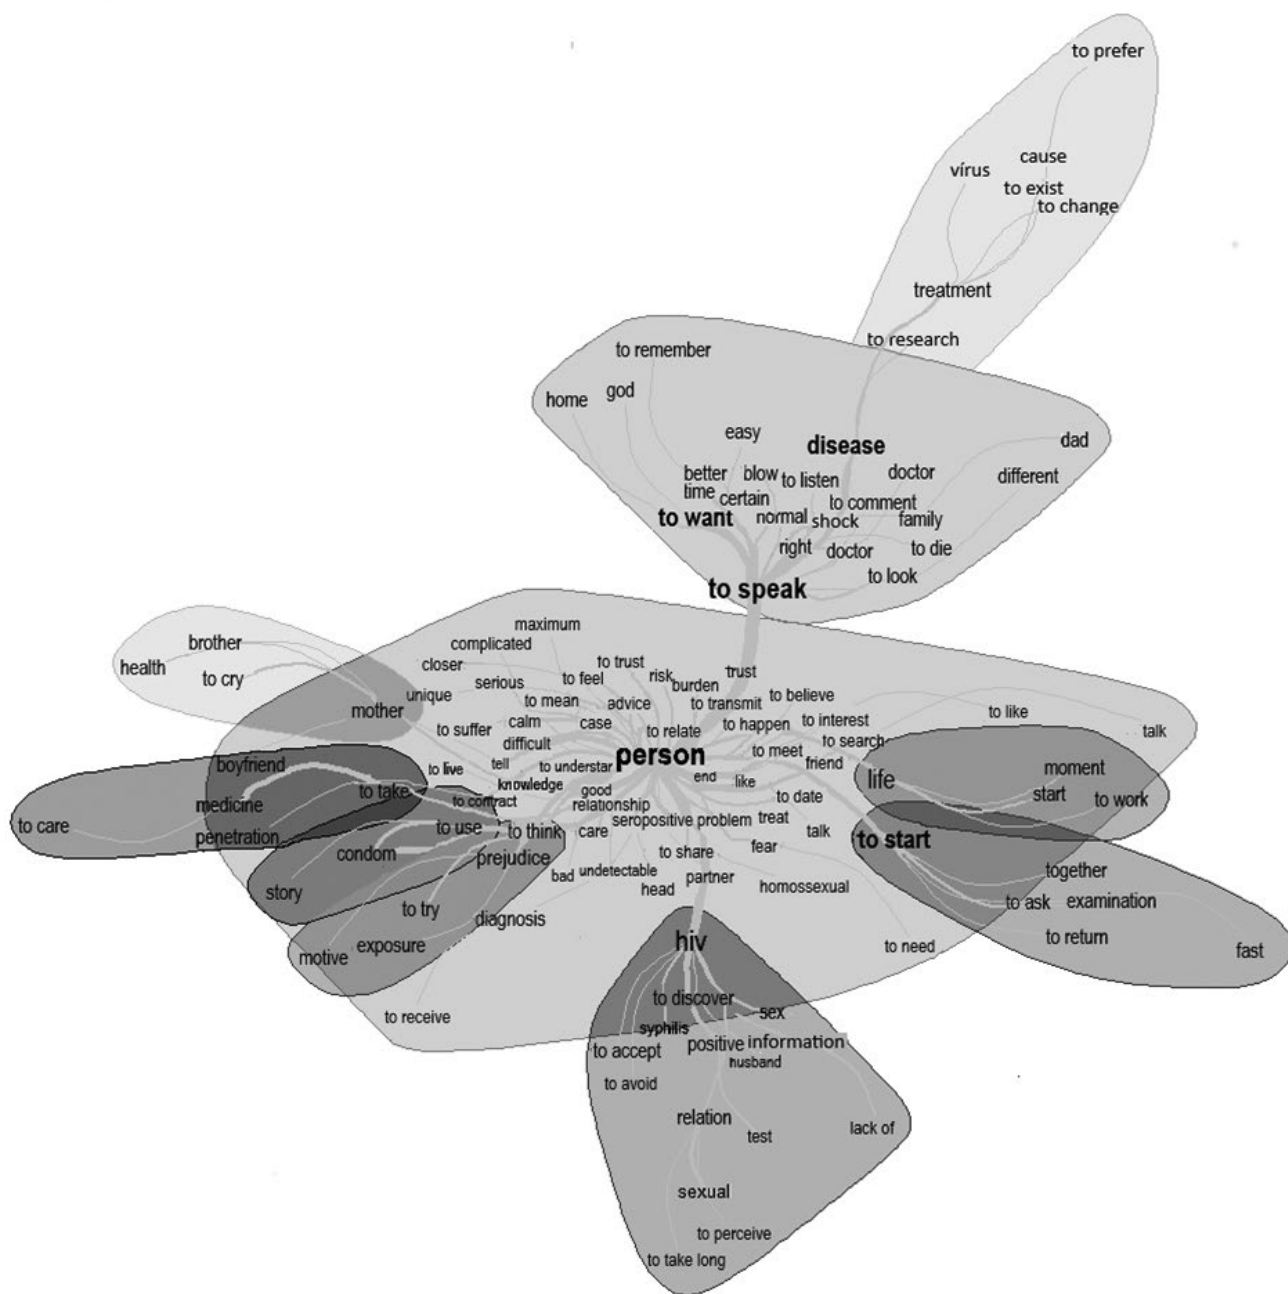 to prefer
cause
vírus
to exist
to change
treatment
to research
to remember
god
home
easy
disease
dad
better
blow
to listen
doctor
different
time
certain
to comment
to want
normal
shock
family
right
doctor
to die
to look
to speak
maximum
complicated
brother
closer
to trust
risk
trust
health
to cry
serious
to feel
burden
to believe
unique
to mean
advice
to transmit
mother
to suffer
calm
case
to relate
to happen
to interest
to like
talk
difficult
person
to meet
to search
boyfriend
to live
tell
to understar
end
like
friend
life
moment
medicine
to take
knowledge
good
to date
start
to work
to contract
relationship
to care
penetration
to use
to think
care
seropositive problem
treat
talk
to start
condom
prejudice
to share
fear
story
bad
undetectable
head
partner
homossexual
together
to try
diagnosis
to ask
examination
motive
exposure
hiv
to need
to return
fast
to receive
to discover
sex
syphilis
to accept
positive
information
husband
to avoid
relation
test
lack of
sexual
to perceive
to take long